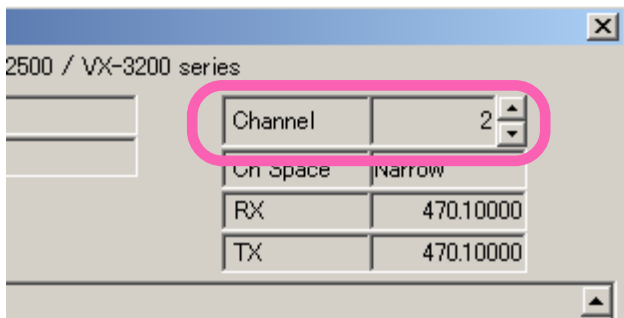 2500 / VX-3200 series
Channel 2
Ch Space Narrow
RX 470.10000
TX 470.10000